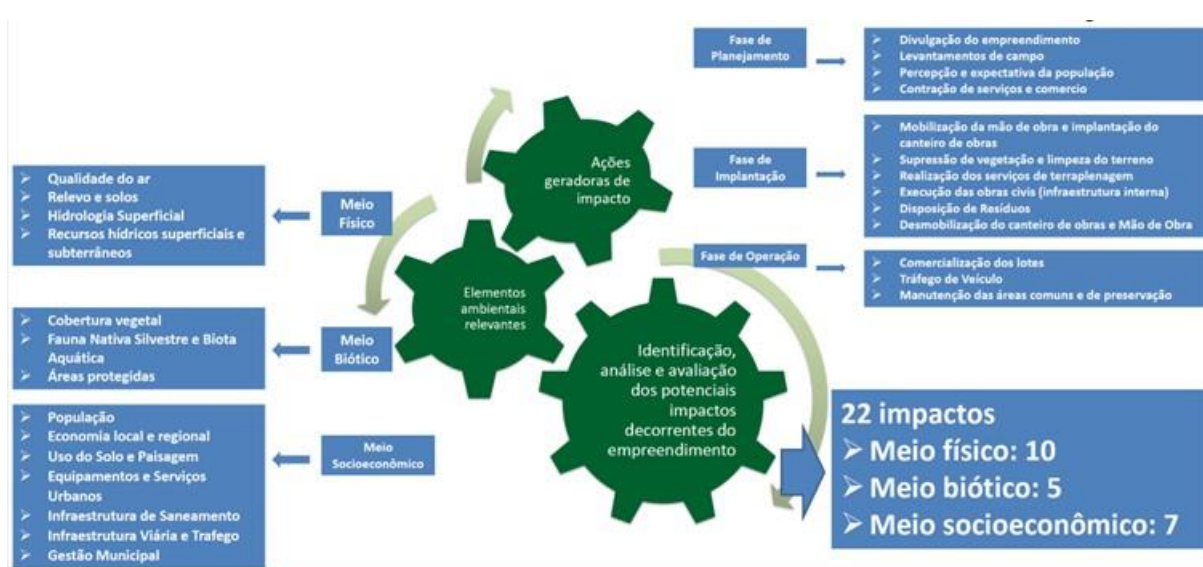 Fase de
Planejamento
Divulgação do empreendimento
Levantamentos de campo
Percepção e expectativa da população
Contração de serviços e comercio
Ações
geradoras de
impacto
Fase de
Implantação
Mobilização da mão de obra e implantação do
canteiro de obras
Supressão de vegetação e limpeza do terreno
Realização dos serviços de terraplenagem
Execução das obras civis (infraestrutura interna)
Disposição de Resíduos
Desmobilização do canteiro de obras e Mão de Obra
Fase de Operação
Comercialização dos lotes
Tráfego de Veículo
Manutenção das áreas comuns e de preservação
Qualidade do ar
Relevo e solos
Hidrologia Superficial
Recursos hídricos superficiais e
subterrâneos
Meio
Físico
Elementos
ambientais
relevantes
Cobertura vegetal
Fauna Nativa Silvestre e Biota
Aquática
Áreas protegidas
Meio
Biótico
População
Economia local e regional
Uso do Solo e Paisagem
Equipamentos e Serviços
Urbanos
Infraestrutura de Saneamento
Infraestrutura Viária e Trafego
Gestão Municipal
Meio
Socioeconômico
Identificação,
análise e avaliação
dos potenciais
impactos
decorrentes do
empreendimento
22 impactos
Meio físico: 10
Meio biótico: 5
Meio socioeconômico: 7